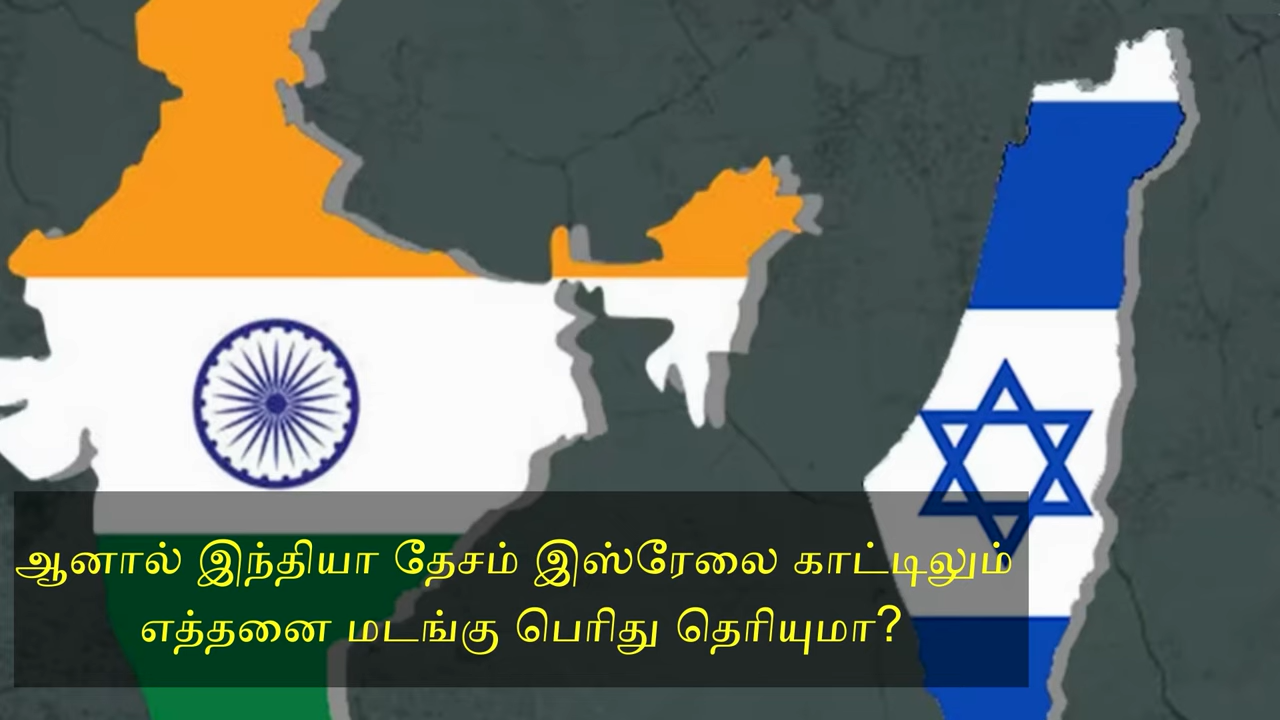 ஆனால் இந்தியா தேசம் இஸ்ரேலை காட்டிலும்
எத்தனை மடங்கு பெரிது தெரியுமா?